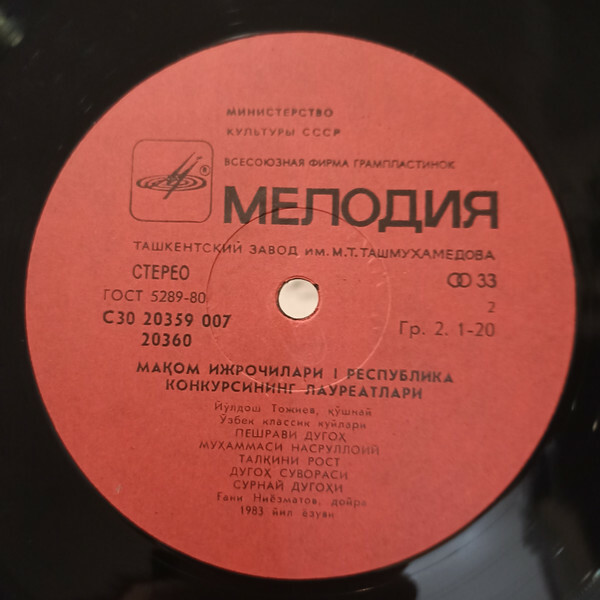 МИНИСТЕРСТВО
КУЛЬТУРЫ СССР
ВСЕСОЮЗНАЯ ФИРМА ГРАМПЛАСТИНОК
®
МЕЛОДИЯ
ТАШКЕНТСКИЙ ЗАВОД ИМ. М.Т.ТАШМУХАМЕДОВА
СТЕРЕО
33
ГОСТ 5289-80
2
С30 20359 007
Гр. 2. 1-20
20360
МАҚОМ ИЖРОЧИЛАРИ I РЕСПУБЛИКА
КОНКУРСИНИНГ ЛАУРЕАТЛАРИ
Йўлдош Тожиев, қўшнай
Ўзбек классик куйлари
ПЕШРАВИ ДУГОҲ
МУҲАММАСИ НАСРУЛЛОЙИ
ТАЛҚИНИ РОСТ
ДУГОҲ СУВОРАСИ
СУРНАЙ ДУГОҲИ
Ғани Ниёзматов, дойра
1983 йил ёзуви